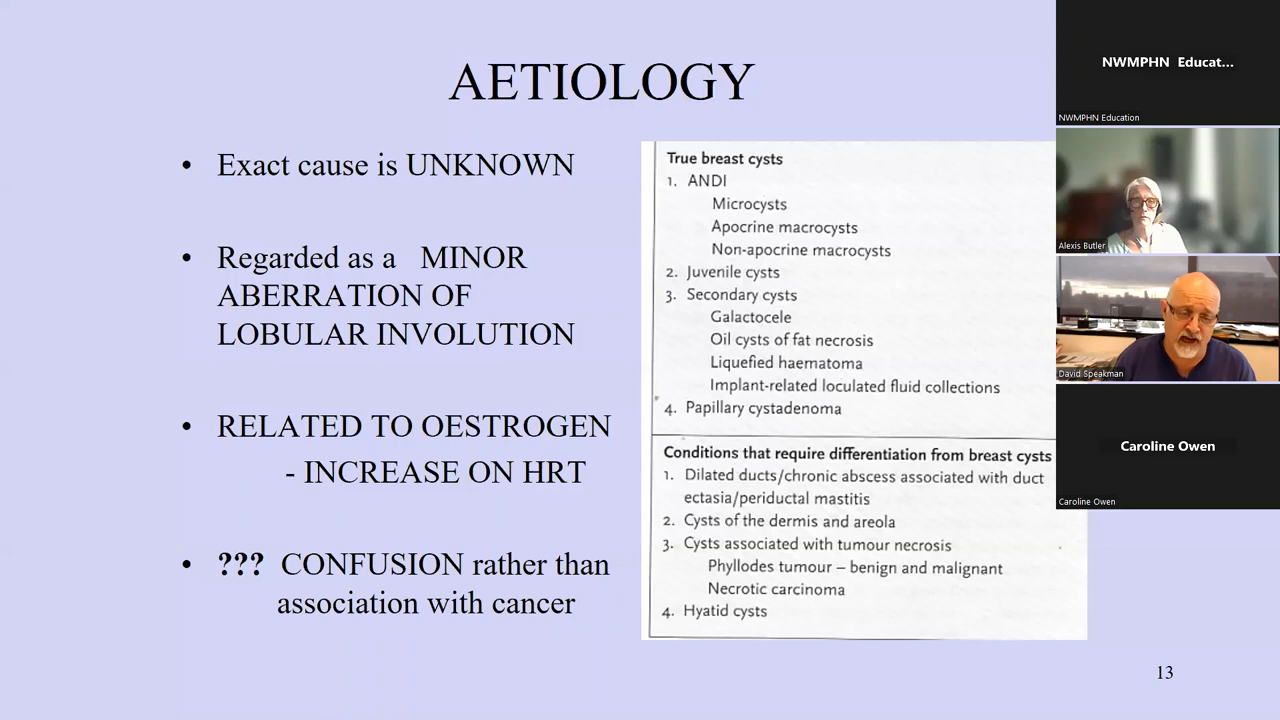 AETIOLOGY
• Exact cause is UNKNOWN
• Regarded as a MINOR
ABERRATION OF
LOBULAR INVOLUTION
• RELATED TO OESTROGEN
- INCREASE ON HRT
• ??? CONFUSION rather than
association with cancer
True breast cysts
1. ANDI
Microcysts
Apocrine macrocysts
Non-apocrine macrocysts
2. Juvenile cysts
3. Secondary cysts
Galactocele
Oil cysts of fat necrosis
Liquefied haematoma
Implant-related loculated fluid collections
4. Papillary cystadenoma
Conditions that require differentiation from breast cysts
1. Dilated ducts/chronic abscess associated with duct
ectasia/periductal mastitis
2. Cysts of the dermis and areola
3. Cysts associated with tumour necrosis
Phyllodes tumour – benign and malignant
Necrotic carcinoma
4. Hyatid cysts
13
NWMPHN Educat...
NWMPHN Education
Alexis Butler
David Speakman
Caroline Owen
Caroline Owen